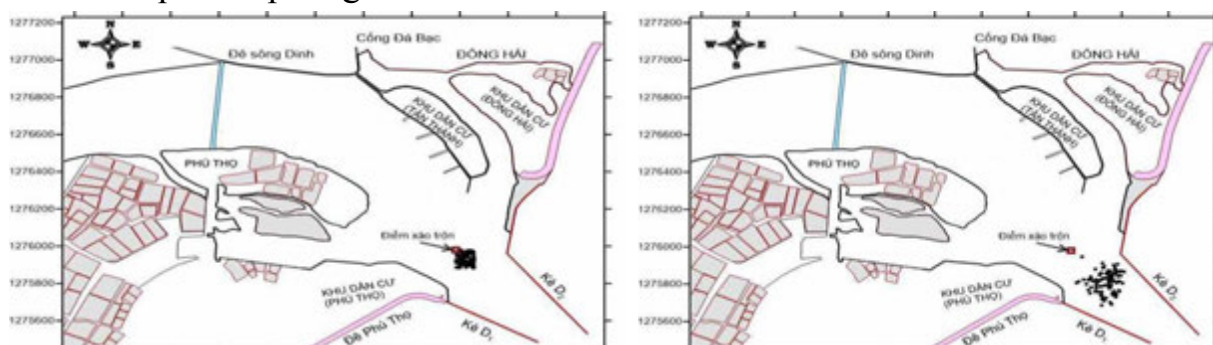 1277200
1277000
1276800
1276600
1276400
1276200
1276000
1275800
1275600
N
W E
S
Đê sông Dinh
Cống Đá Bạc
ĐÔNG HẢI
KHU DÂN CƯ
(TÂN THÀNH)
KHU DÂN CƯ
(ĐÔNG HẢI)
PHÚ THỌ
Điểm xáo trộn
KHU DÂN CƯ
(PHÚ THỌ)
Đê Phú Thọ
Kè D₁
Kè D₂
1277200
1277000
1276800
1276600
1276400
1276200
1276000
1275800
1275600
N
W E
S
Đê sông Dinh
Cống Đá Bạc
ĐÔNG HẢI
KHU DÂN CƯ
(TÂN THÀNH)
KHU DÂN CƯ
(ĐÔNG HẢI)
PHÚ THỌ
Điểm xáo trộn
KHU DÂN CƯ
(PHÚ THỌ)
Đê Phú Thọ
Kè D₁
Kè D₂